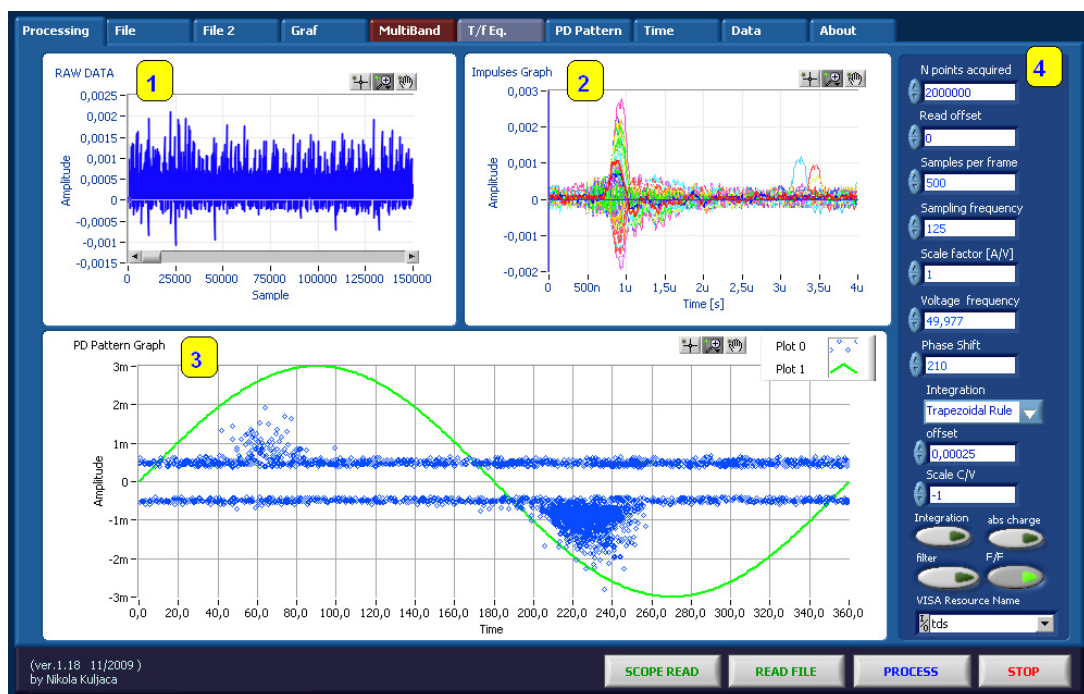 Processing File File 2 Graf MultiBand T/f Eq. PD Pattern Time Data About
RAW DATA
1
Amplitude
0,0025
0,002
0,0015
0,001
0,0005
0
-0,0005
-0,001
-0,0015
0 25000 50000 75000 100000 125000 150000
Sample
Impulses Graph
2
Amplitude
0,003
0,002
0,001
0
-0,001
-0,002
0 500n 1u 1,5u 2u 2,5u 3u 3,5u 4u
Time [s]
PD Pattern Graph
3
Plot 0
Plot 1
Amplitude
3m
2m
1m
0
-1m
-2m
-3m
0,0 20,0 40,0 60,0 80,0 100,0 120,0 140,0 160,0 180,0 200,0 220,0 240,0 260,0 280,0 300,0 320,0 340,0 360,0
Time
4
N points acquired
2000000
Read offset
0
Samples per frame
500
Sampling frequency
125
Scale factor [A/V]
1
Voltage frequency
49,977
Phase Shift
210
Integration
Trapezoidal Rule
offset
0,00025
Scale C/V
-1
Integration abs charge
filter F/F
VISA Resource Name
I/0 tds
(ver.1.18 11/2009 )
by Nikola Kuljaca
SCOPE READ READ FILE PROCESS STOP